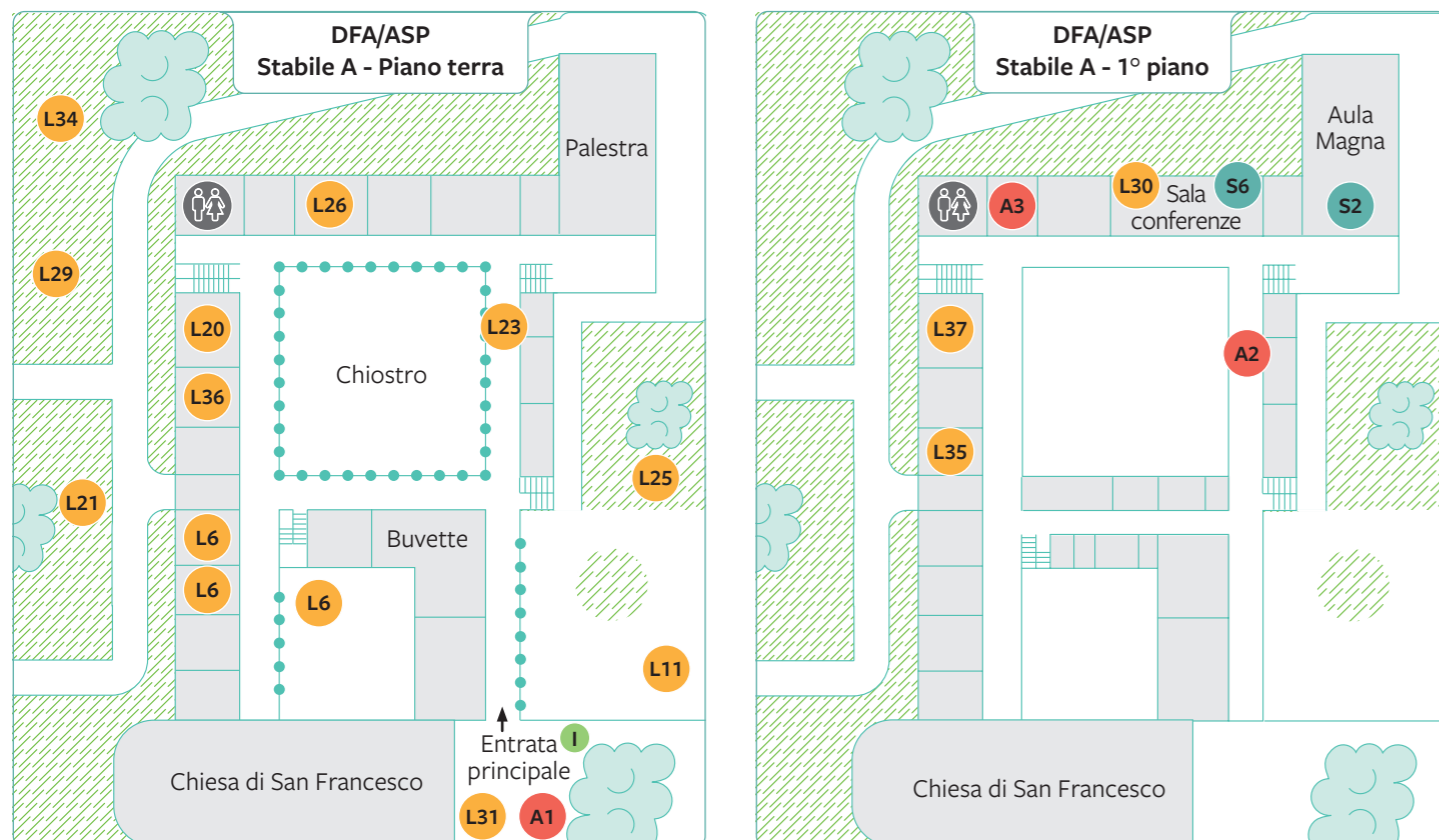 DFA/ASP
Stabile A - Piano terra
L34
Palestra
L26
L29
L20
L23
Chiostro
L36
L25
L21
L6
Buvette
L6
L6
L11
Entrata
principale
I
Chiesa di San Francesco
L31
A1
DFA/ASP
Stabile A - 1° piano
Aula
Magna
L30
S6
A3
Sala
conferenze
S2
L37
A2
L35
Chiesa di San Francesco